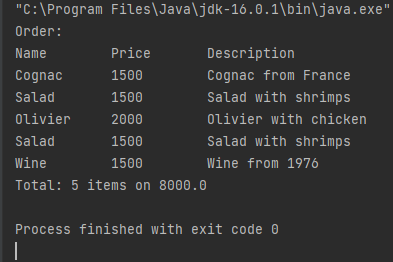 "C:\Program Files\Java\jdk-16.0.1\bin\java.exe"
Order:
Name Price Description
Cognac 1500 Cognac from France
Salad 1500 Salad with shrimps
Olivier 2000 Olivier with chicken
Salad 1500 Salad with shrimps
Wine 1500 Wine from 1976
Total: 5 items on 8000.0
Process finished with exit code 0